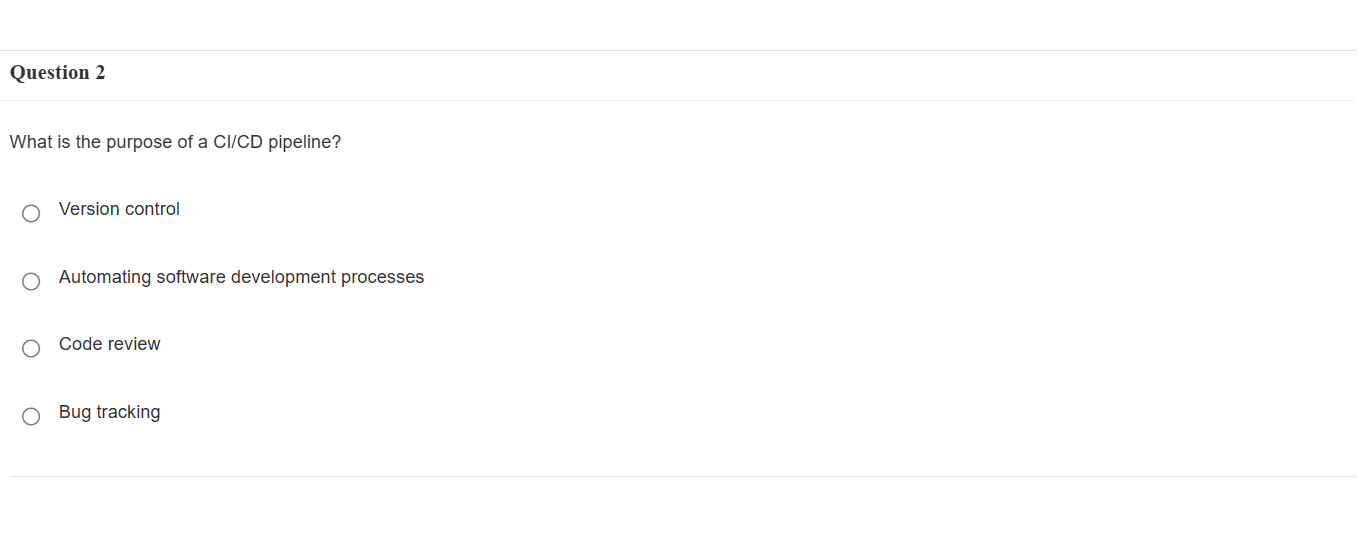 Question 2
What is the purpose of a CI/CD pipeline?
Version control
Automating software development processes
Code review
Bug tracking